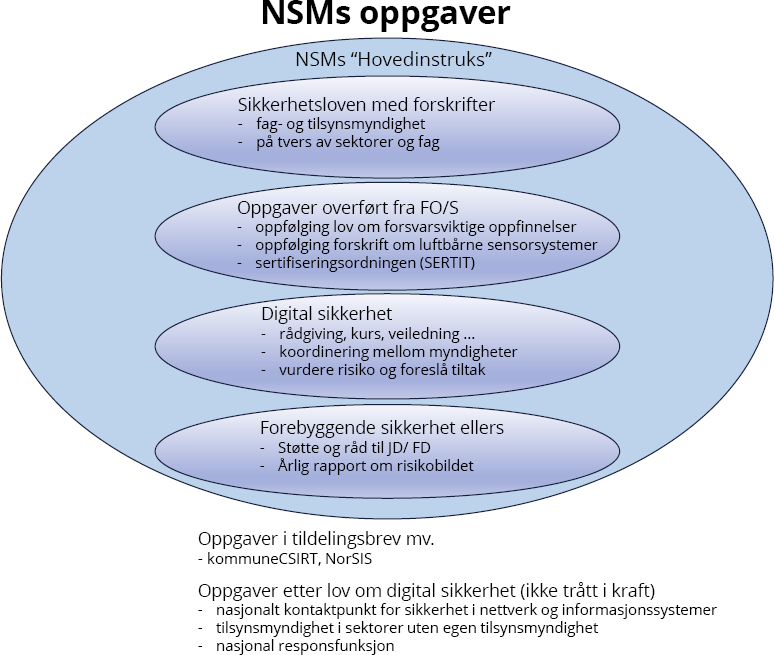 NSMs oppgaver
NSMs “Hovedinstruks”
Sikkerhetsloven med forskrifter
- fag- og tilsynsmyndighet
- på tvers av sektorer og fag
Oppgaver overført fra FO/S
- oppfølging lov om forsvarsviktige oppfinnelser
- oppfølging forskrift om luftbårne sensorsystemer
- sertifiseringsordningen (SERTIT)
Digital sikkerhet
- rådgiving, kurs, veiledning ...
- koordinering mellom myndigheter
- vurdere risiko og foreslå tiltak
Forebyggende sikkerhet ellers
- Støtte og råd til JD/ FD
- Årlig rapport om risikobildet
Oppgaver i tildelingsbrev mv.
- kommuneCSIRT, NorSIS
Oppgaver etter lov om digital sikkerhet (ikke trått i kraft)
- nasjonalt kontaktpunkt for sikkerhet i nettverk og informasjonssystemer
- tilsynsmyndighet i sektorer uten egen tilsynsmyndighet
- nasjonal responsfunksjon